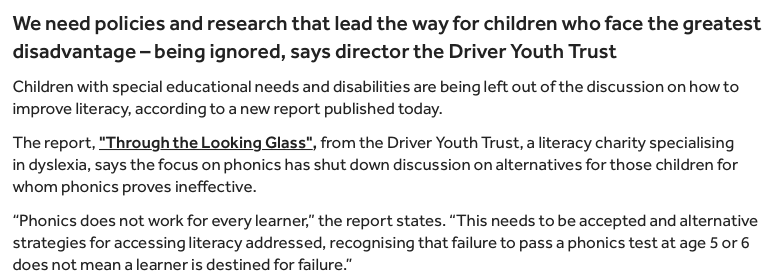 We need policies and research that lead the way for children who face the greatest
disadvantage – being ignored, says director the Driver Youth Trust
Children with special educational needs and disabilities are being left out of the discussion on how to
improve literacy, according to a new report published today.
The report, "Through the Looking Glass", from the Driver Youth Trust, a literacy charity specialising
in dyslexia, says the focus on phonics has shut down discussion on alternatives for those children for
whom phonics proves ineffective.
“Phonics does not work for every learner,” the report states. “This needs to be accepted and alternative
strategies for accessing literacy addressed, recognising that failure to pass a phonics test at age 5 or 6
does not mean a learner is destined for failure.”